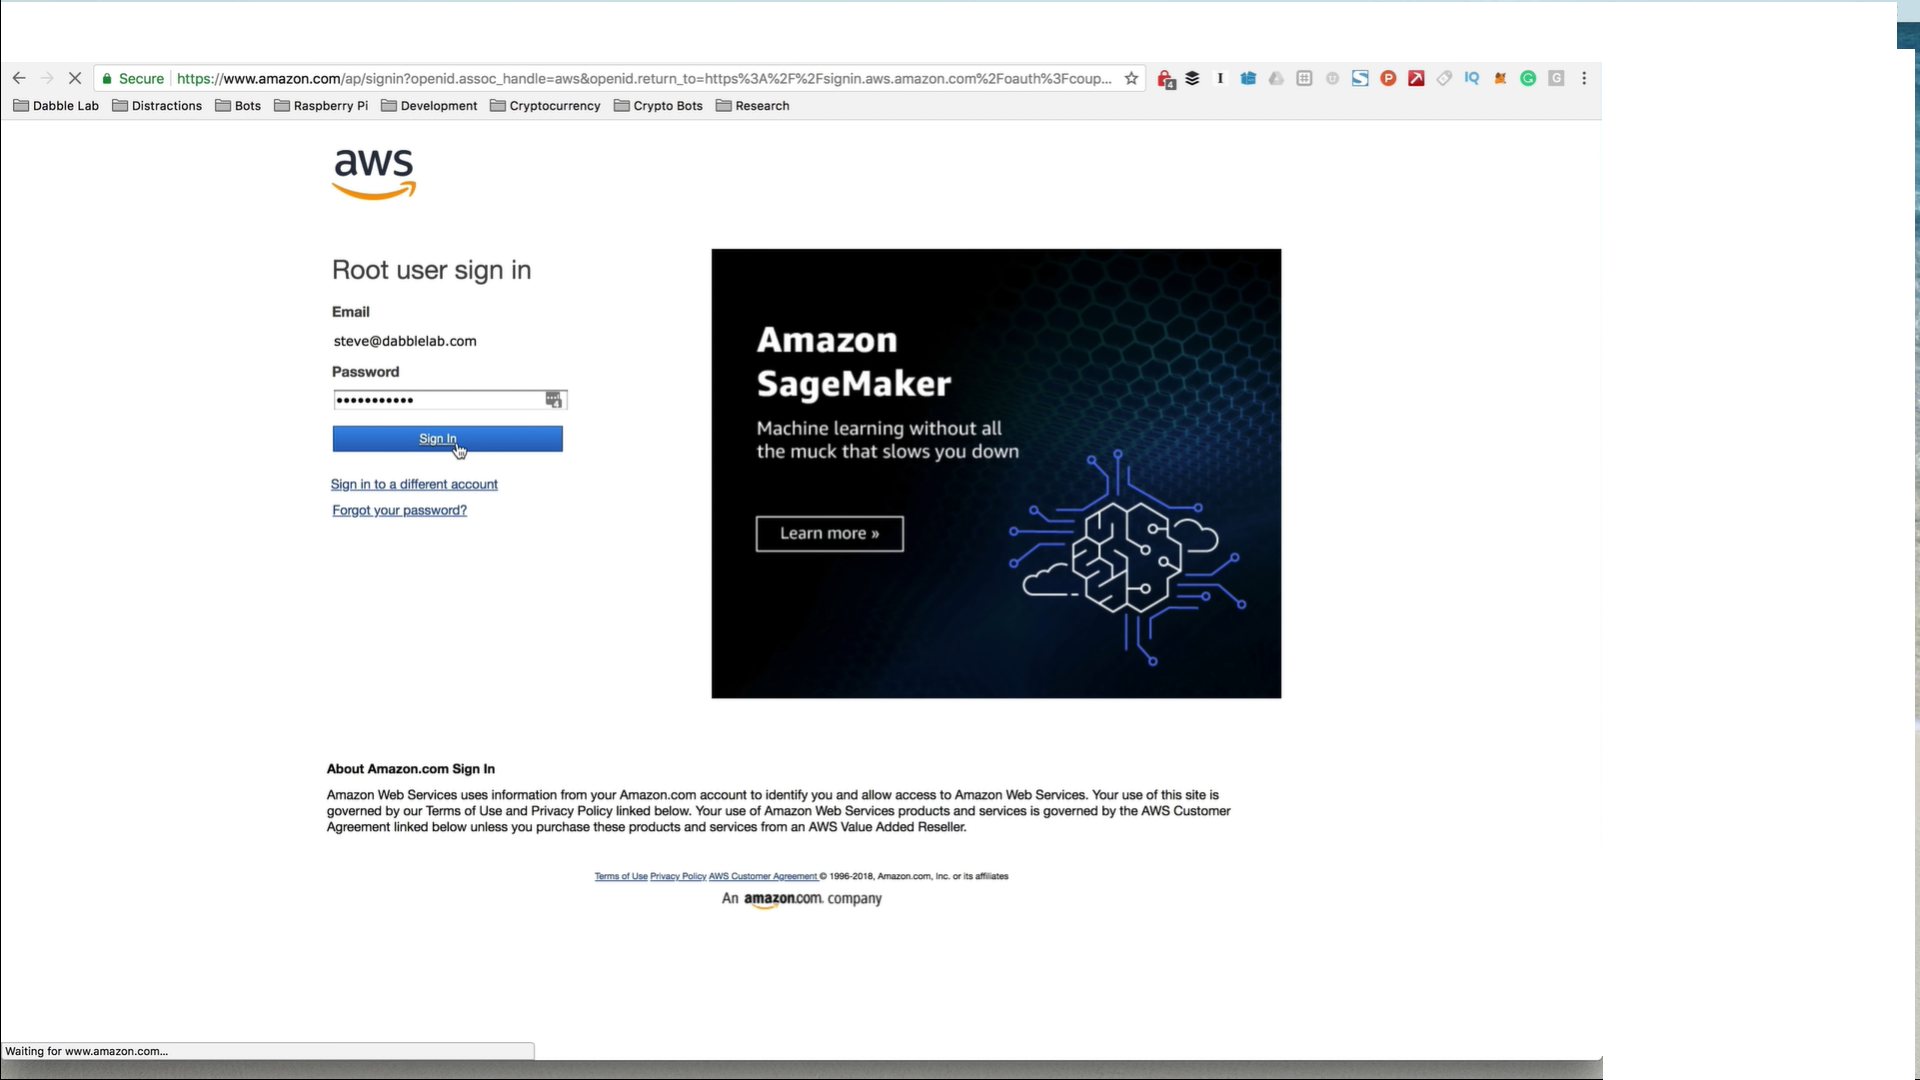 Secure https://www.amazon.com/ap/signin?openid.assoc_handle=aws&openid.return_to=https%3A%2F%2Fsignin.aws.amazon.com%2Foauth%3Fcoup...
Dabble Lab Distractions Bots Raspberry Pi Development Cryptocurrency Crypto Bots Research
aws
Root user sign in
Email
steve@dabblelab.com
Password
Sign In
Sign in to a different account
Forgot your password?
Amazon
SageMaker
Machine learning without all
the muck that slows you down
Learn more »
About Amazon.com Sign In
Amazon Web Services uses information from your Amazon.com account to identify you and allow access to Amazon Web Services. Your use of this site is
governed by our Terms of Use and Privacy Policy linked below. Your use of Amazon Web Services products and services is governed by the AWS Customer
Agreement linked below unless you purchase these products and services from an AWS Value Added Reseller.
Terms of Use Privacy Policy AWS Customer Agreement © 1996-2018, Amazon.com, Inc. or its affiliates
An amazon.com. company
Waiting for www.amazon.com...